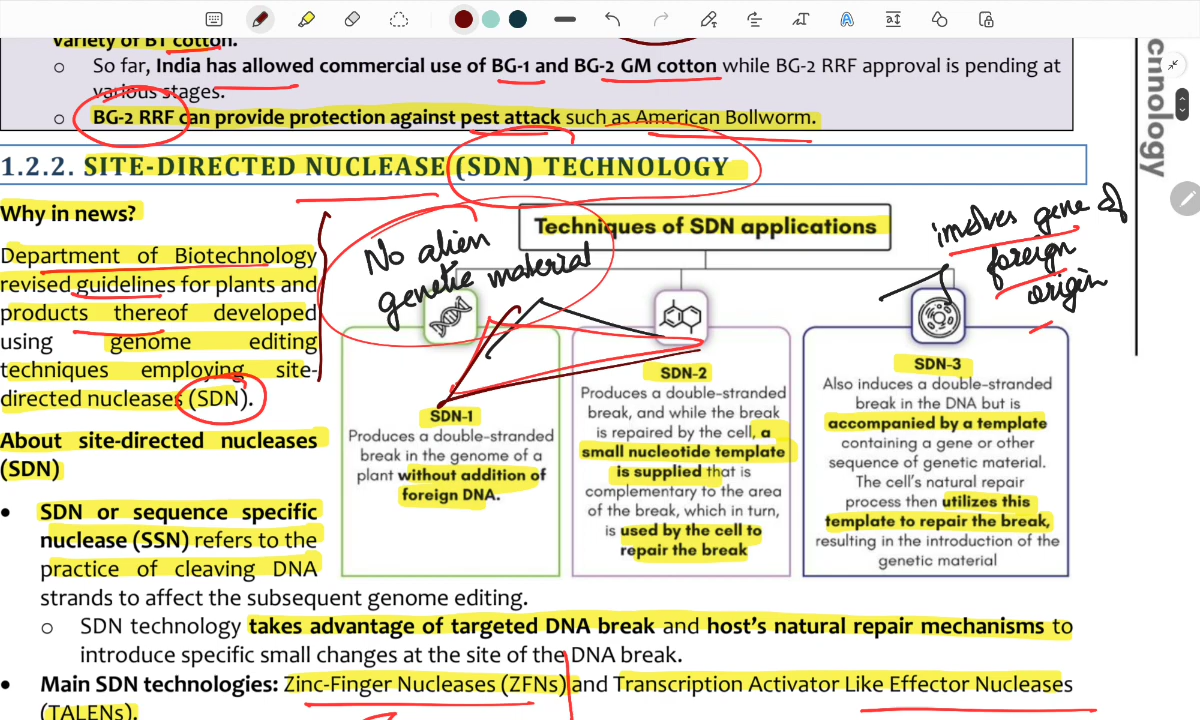 variety of BT cotton.
o So far, India has allowed commercial use of BG-1 and BG-2 GM cotton while BG-2 RRF approval is pending at
various stages.
o BG-2 RRF can provide protection against pest attack such as American Bollworm.
1.2.2. SITE-DIRECTED NUCLEASE (SDN) TECHNOLOGY
Why in news?
Department of Biotechnology
revised guidelines for plants and
products thereof developed
using genome editing
techniques employing site-
directed nucleases (SDN).
About site-directed nucleases
(SDN)
• SDN or sequence specific
nuclease (SSN) refers to the
practice of cleaving DNA
strands to affect the subsequent genome editing.
o SDN technology takes advantage of targeted DNA break and host's natural repair mechanisms to
introduce specific small changes at the site of the DNA break.
• Main SDN technologies: Zinc-Finger Nucleases (ZFNs) and Transcription Activator Like Effector Nucleases
(TALENs).
Techniques of SDN applications
No alien
genetic material
involves gene of
foreign
origin
SDN-1
Produces a double-stranded
break in the genome of a
plant without addition of
foreign DNA.
SDN-2
Produces a double-stranded
break, and while the break
is repaired by the cell, a
small nucleotide template
is supplied that is
complementary to the area
of the break, which in turn,
is used by the cell to
repair the break
SDN-3
Also induces a double-stranded
break in the DNA but is
accompanied by a template
containing a gene or other
sequence of genetic material.
The cell's natural repair
process then utilizes this
template to repair the break,
resulting in the introduction of the
genetic material